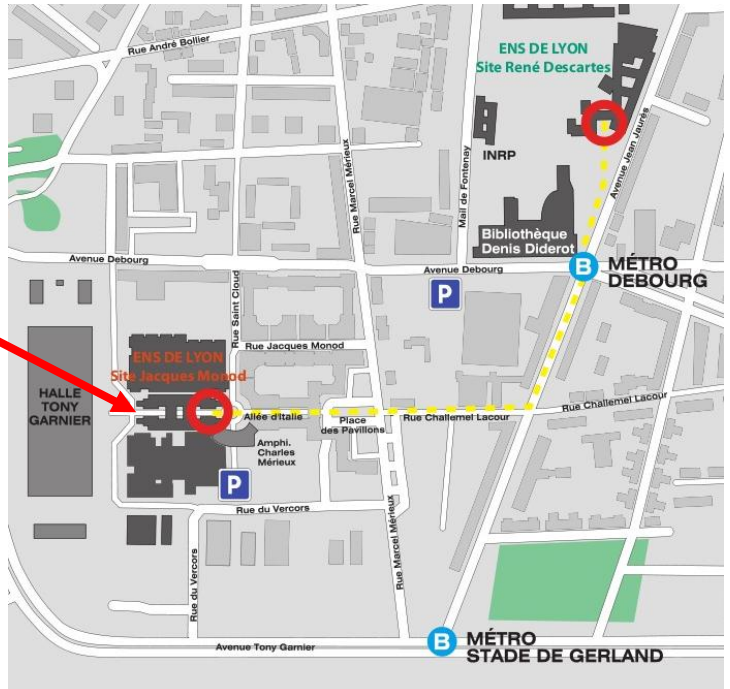 Rue André Bollier
ENS DE LYON
Site René Descartes
Avenue Jean Jaurès
INRP
Mail de Fontenay
Rue Marcel Mérieux
Bibliothèque
Denis Diderot
Avenue Debourg
Avenue Debourg
B
MÉTRO
DEBOURG
P
Rue Saint Cloud
Rue Jacques Monod
ENS DE LYON
Site Jacques Monod
HALLE
TONY
GARNIER
Allée d'Italie
Place
des Pavillons
Rue Challemel Lacour
Rue Challemel Lacour
Amphi.
Charles
Mérieux
P
Rue du Vercors
Rue Marcel Mérieux
Rue du Vercors
Avenue Tony Garnier
B
MÉTRO
STADE DE GERLAND